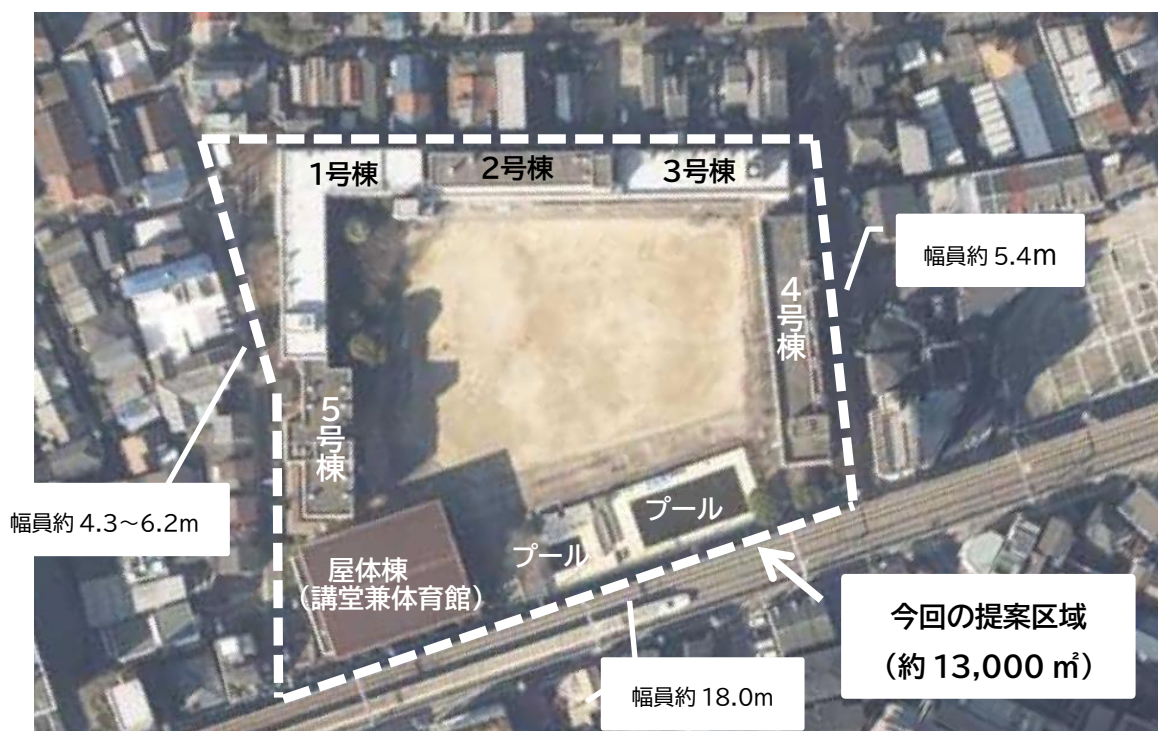 1号棟
2号棟
3号棟
幅員約 5.4m
4号棟
5号棟
幅員約 4.3～6.2m
プール
プール
屋体棟
（講堂兼体育館）
今回の提案区域
（約 13,000 ㎡）
幅員約 18.0m